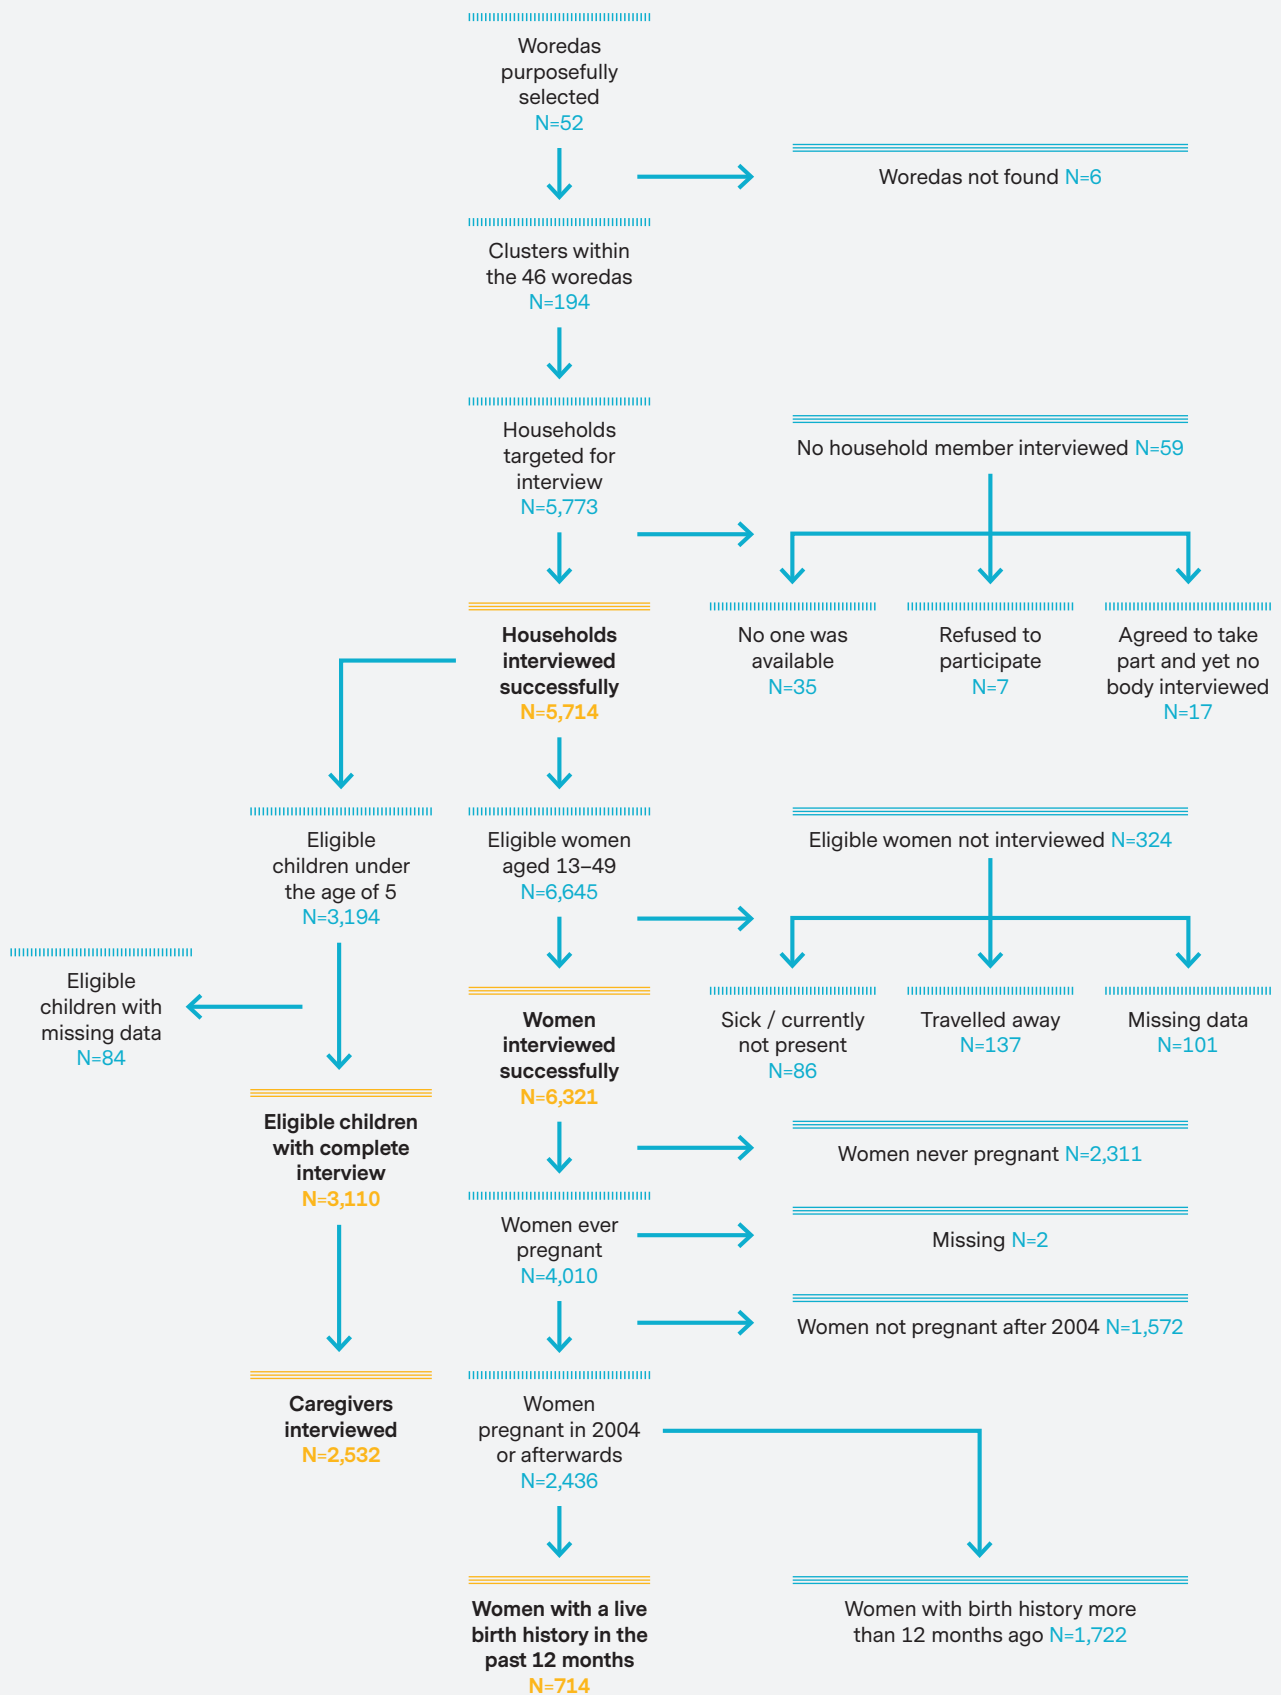 Woredas
purposefully
selected
N=52
Woredas not found N=6
Clusters within
the 46 woredas
N=194
Households
targeted for
interview
N=5,773
No household member interviewed N=59
Households
interviewed
successfully
N=5,714
No one was
available
N=35
Refused to
participate
N=7
Agreed to take
part and yet no
body interviewed
N=17
Eligible
children under
the age of 5
N=3,194
Eligible women
aged 13–49
N=6,645
Eligible women not interviewed N=324
Eligible
children with
missing data
N=84
Women
interviewed
successfully
N=6,321
Sick / currently
not present
N=86
Travelled away
N=137
Missing data
N=101
Eligible children
with complete
interview
N=3,110
Women never pregnant N=2,311
Women ever
pregnant
N=4,010
Missing N=2
Women not pregnant after 2004 N=1,572
Caregivers
interviewed
N=2,532
Women
pregnant in 2004
or afterwards
N=2,436
Women with a live
birth history in the
past 12 months
N=714
Women with birth history more
than 12 months ago N=1,722